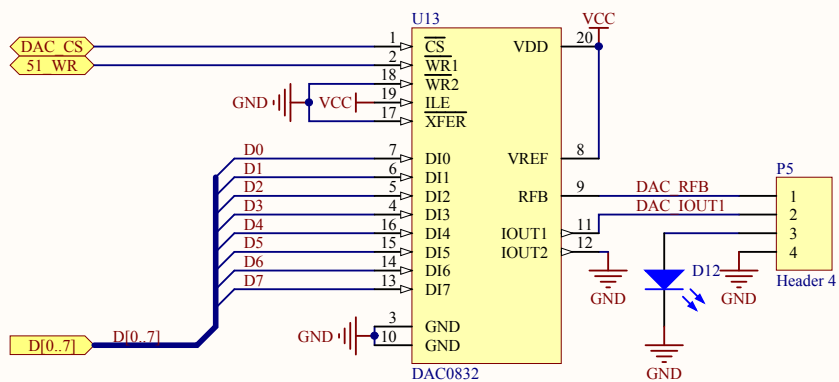 U13
VCC
DAC_CS 1 CS VDD 20
51_WR 2 WR1
18 WR2
GND VCC 19 ILE
17 XFER
D0 7 DI0 VREF 8
D1 6 DI1
D2 5 DI2 RFB 9 DAC_RFB
D3 4 DI3
D4 16 DI4 IOUT1 11 DAC_IOUT1
D5 15 DI5 IOUT2 12
D6 14 DI6
D7 13 DI7
P5
1
2
3
4
Header 4
D12
GND
GND
GND
GND 3 GND
10 GND
D[0..7] D[0..7]
DAC0832